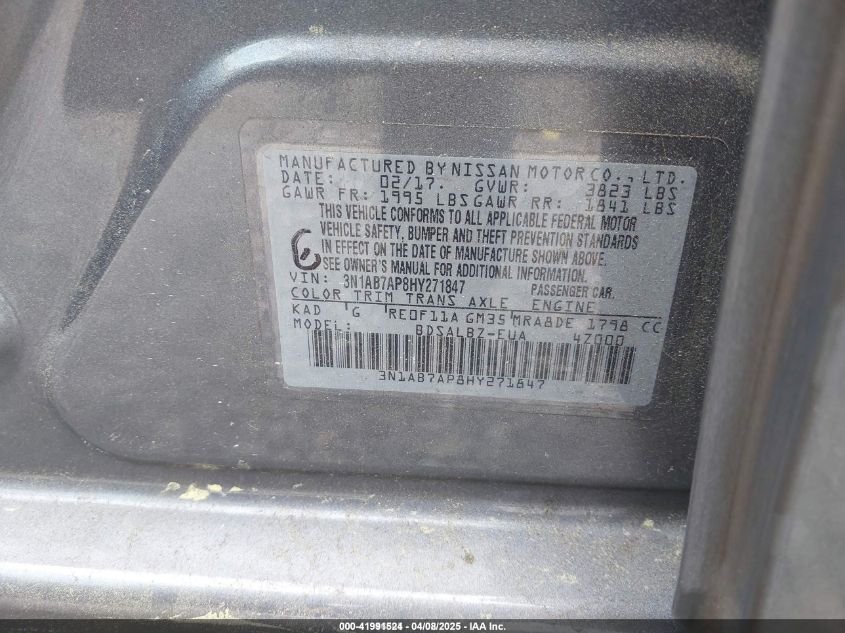 MANUFACTURED BY NISSAN MOTOR CO., LTD.
DATE: 02/17. GVWR: 3823 LBS
GAWR FR: 1995 LBS GAWR RR: 1841 LBS
THIS VEHICLE CONFORMS TO ALL APPLICABLE FEDERAL MOTOR
VEHICLE SAFETY, BUMPER AND THEFT PREVENTION STANDARDS
IN EFFECT ON THE DATE OF MANUFACTURE SHOWN ABOVE.
SEE OWNER'S MANUAL FOR ADDITIONAL INFORMATION.
VIN: 3N1AB7AP8HY271847 PASSENGER CAR.
COLOR TRIM TRANS AXLE ENGINE
KAD G RE0F11A GM35 MRA8DE 1798 CC
MODEL: BDSALBZ-EUA 4Z000
3N1AB7AP8HY271847
000-41991524 - 04/08/2025 - IAA Inc.